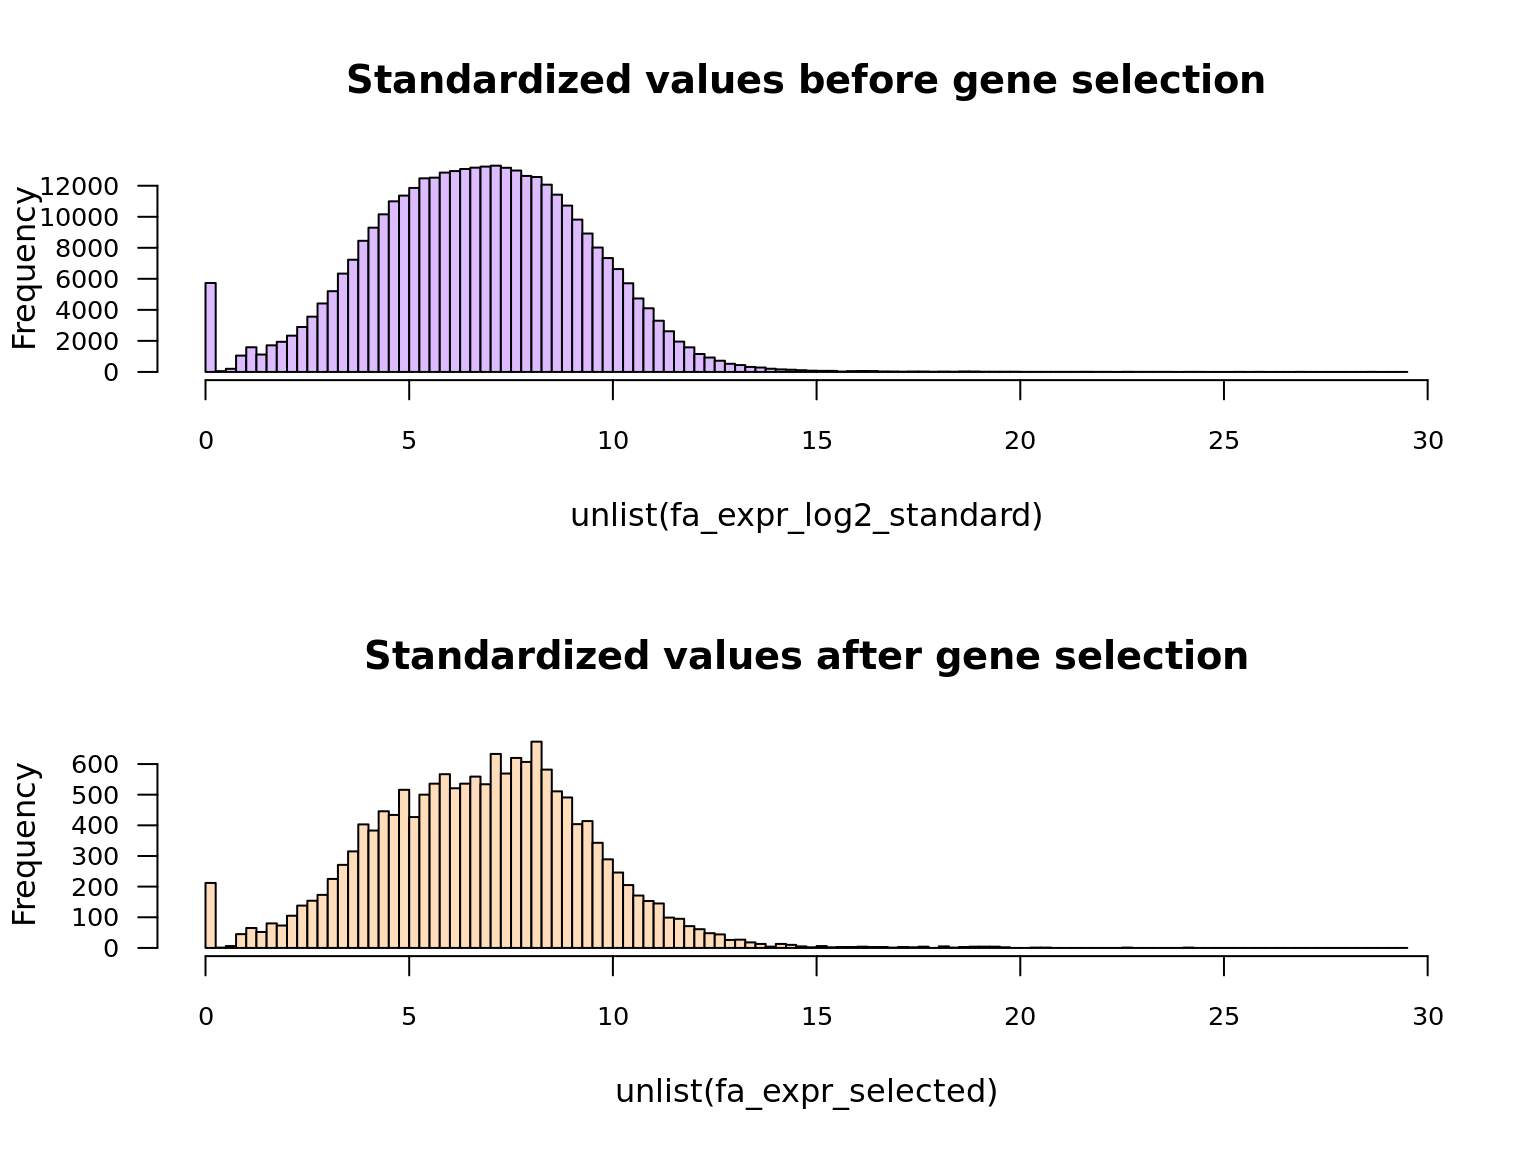 Standardized values before gene selection
Frequency
12000
10000
8000
6000
4000
2000
0
0 5 10 15 20 25 30
unlist(fa_expr_log2_standard)
Standardized values after gene selection
Frequency
600
500
400
300
200
100
0
0 5 10 15 20 25 30
unlist(fa_expr_selected)